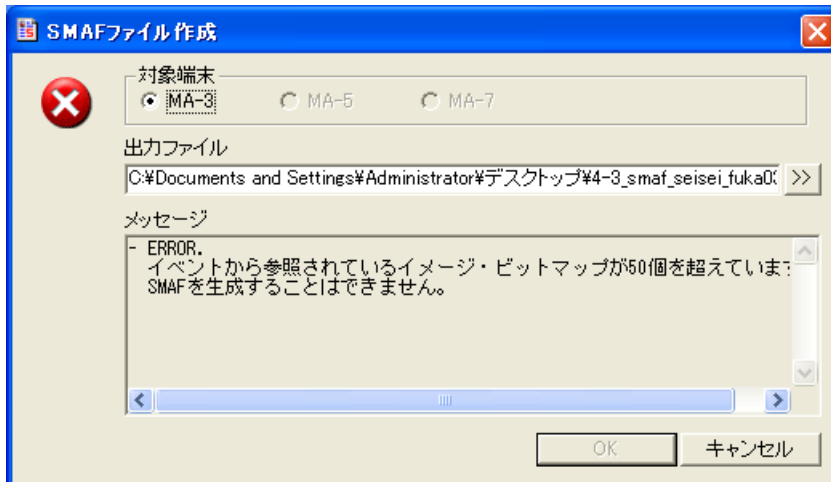 SMAFファイル作成
対象端末
MA-3 MA-5 MA-7
出力ファイル
C:¥Documents and Settings¥Administrator¥デスクトップ¥4-3_smaf_seisei_fuka0 >>
メッセージ
- ERROR.
イベントから参照されているイメージ・ビットマップが50個を超えていま
SMAFを生成することはできません。
OK キャンセル